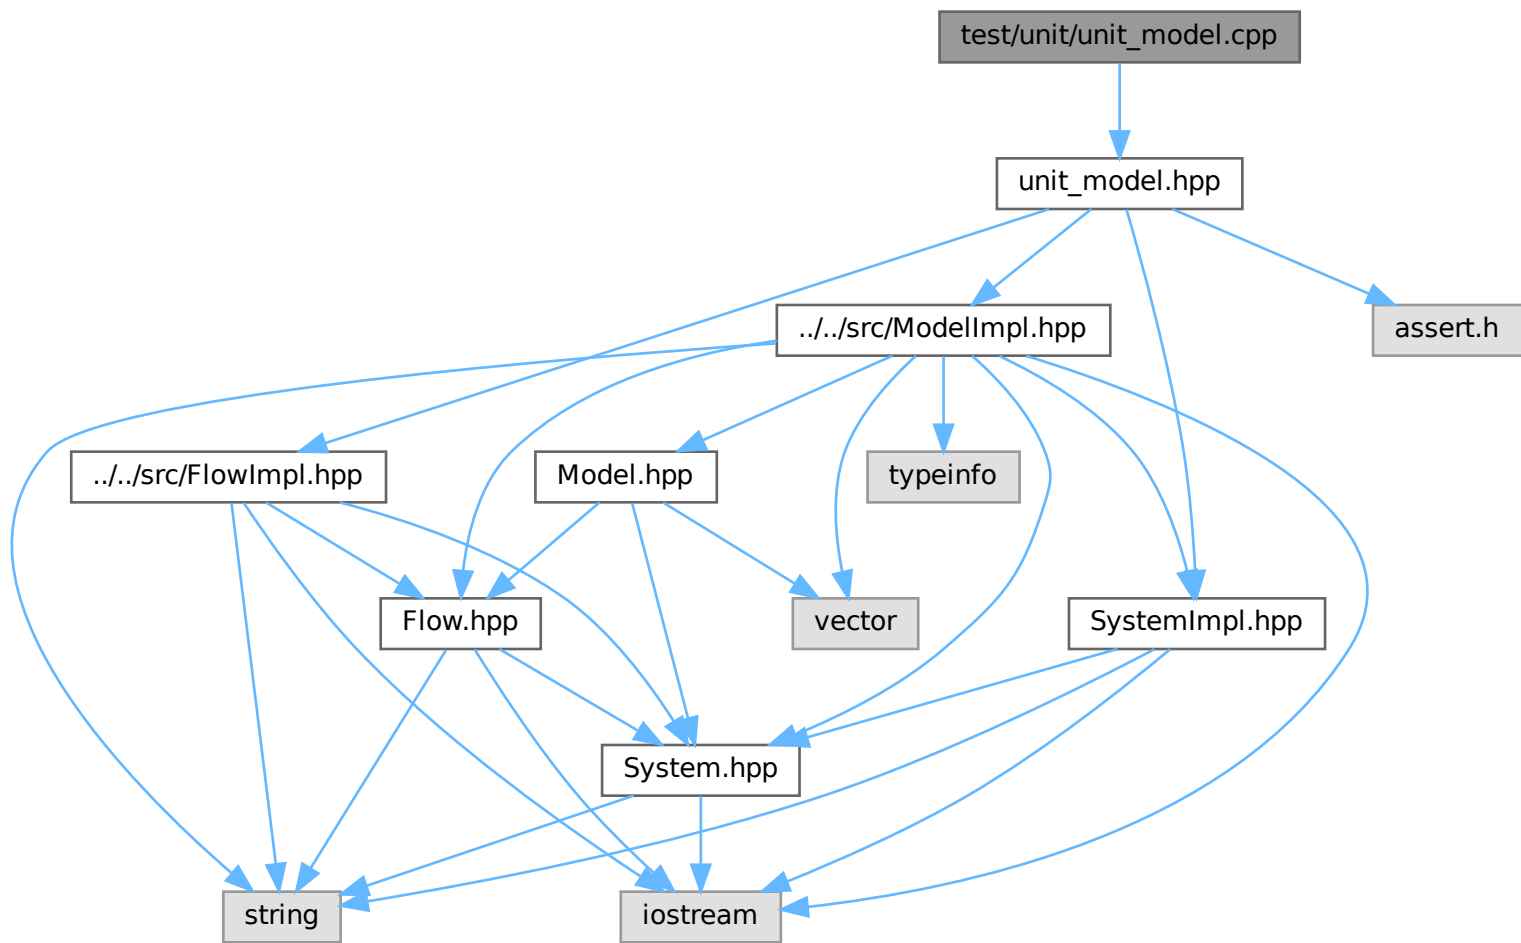 test/unit/unit_model.cpp
unit_model.hpp
../../src/ModelImpl.hpp
assert.h
../../src/FlowImpl.hpp
Model.hpp
typeinfo
Flow.hpp
vector
SystemImpl.hpp
System.hpp
string
iostream